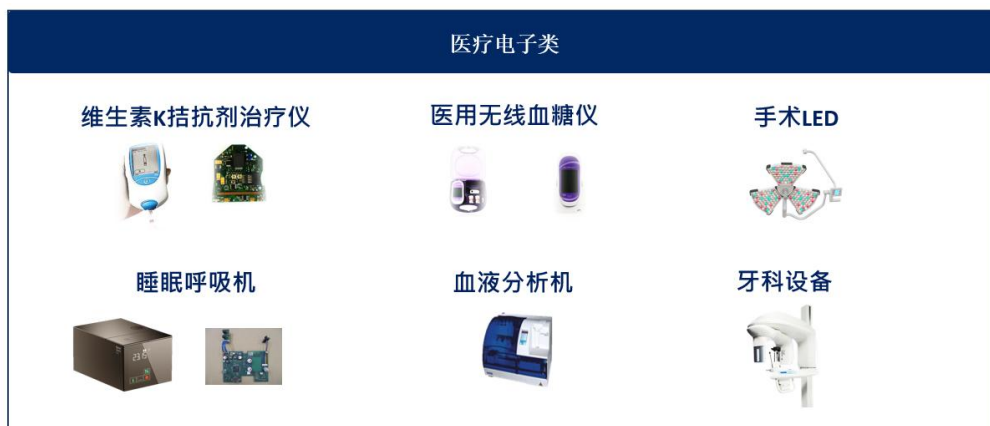 医疗电子类
维生素K拮抗剂治疗仪
医用无线血糖仪
手术LED
睡眠呼吸机
血液分析机
牙科设备